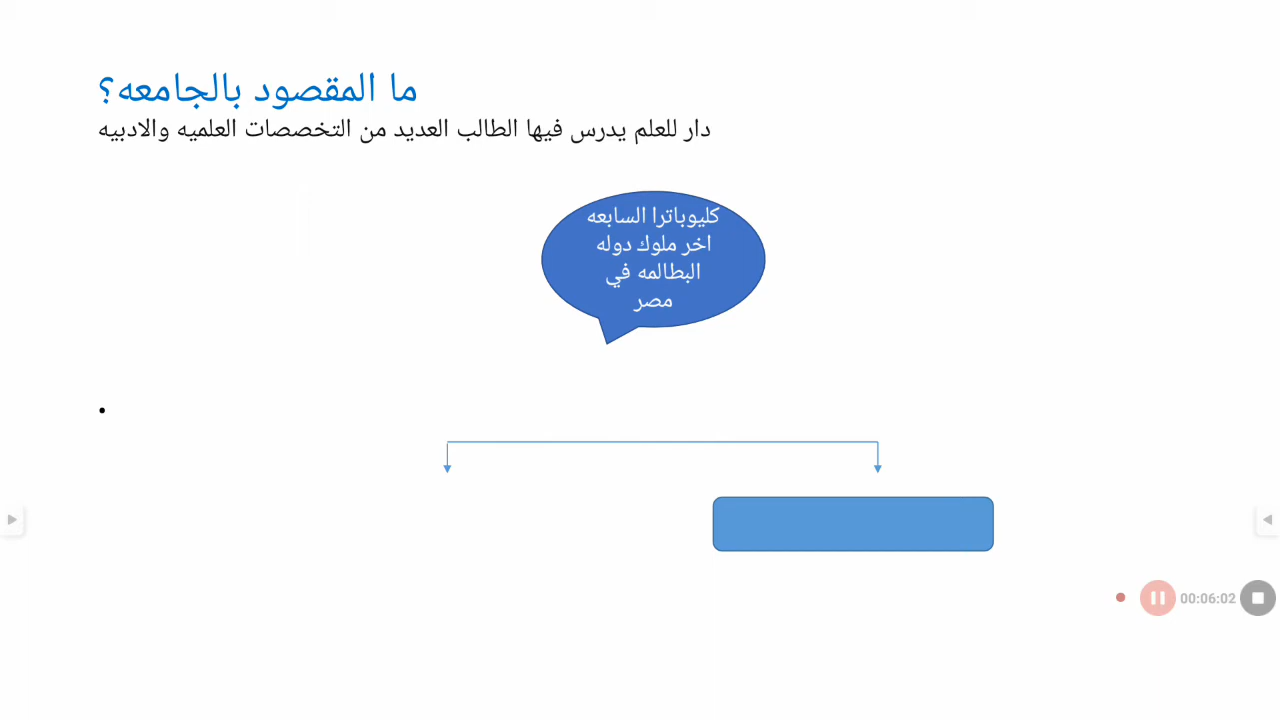 ما المقصود بالجامعه؟
دار للعلم يدرس فيها الطالب العديد من التخصصات العلميه والادبيه
كليوباترا السابعه
اخر ملوك دوله
البطالمه في
مصر
00:06:02